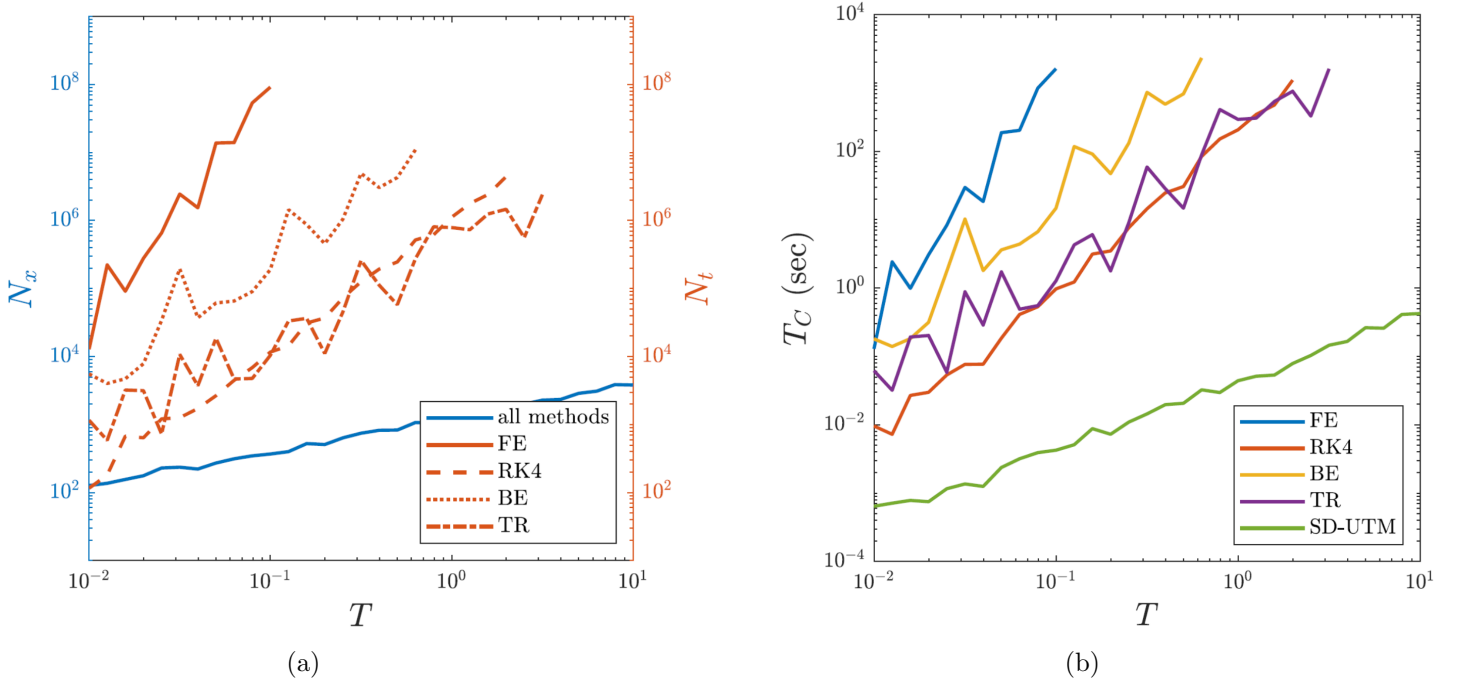 10^8
10^6
10^4
10^2
N_x
10^8
10^6
10^4
10^2
N_t
all methods
FE
RK4
BE
TR
10^{-2}
10^{-1}
10^0
10^1
T
(a)
10^4
10^2
10^0
10^{-2}
10^{-4}
T_C (sec)
FE
RK4
BE
TR
SD-UTM
10^{-2}
10^{-1}
10^0
10^1
T
(b)